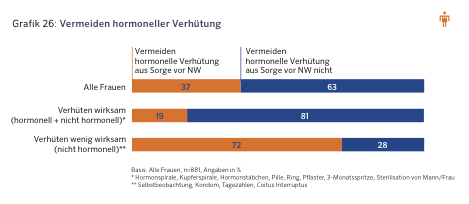 Grafik 26: Vermeiden hormoneller Verhütung
Vermeiden
hormonelle Verhütung
aus Sorge vor NW
Vermeiden
hormonelle Verhütung
aus Sorge vor NW nicht
Alle Frauen
37
63
Verhüten wirksam
(hormonell + nicht hormonell)*
19
81
Verhüten wenig wirksam
(nicht hormonell)**
72
28
Basis: Alle Frauen, n=881, Angaben in %
* Hormonspirale, Kupferspirale, Hormonstäbchen, Pille, Ring, Pflaster, 3-Monatsspritze, Sterilisation von Mann/Frau
** Selbstbeobachtung, Kondom, Tagezählen, Coitus Interruptus